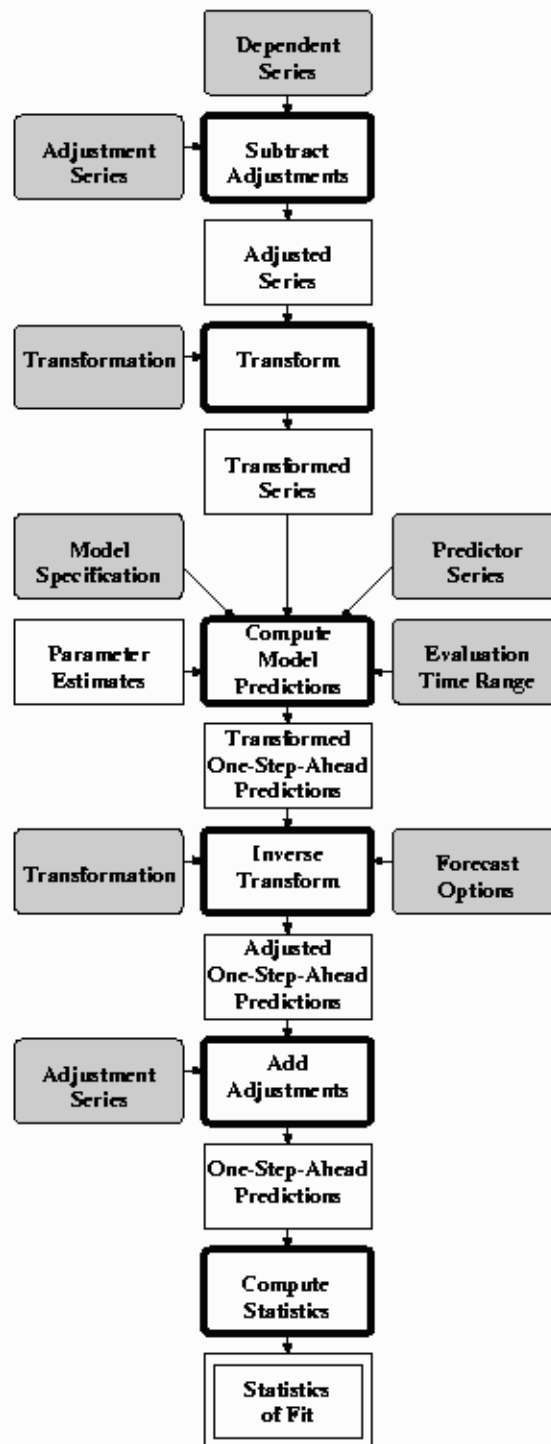 Dependent
Series
Adjustment
Series
Subtract
Adjustments
Adjusted
Series
Transformation
Transform
Transformed
Series
Model
Specification
Predictor
Series
Parameter
Estimates
Compute
Model
Predictions
Evaluation
Time Range
Transformed
One-Step-Ahead
Predictions
Transformation
Inverse
Transform
Forecast
Options
Adjusted
One-Step-Ahead
Predictions
Adjustment
Series
Add
Adjustments
One-Step-Ahead
Predictions
Compute
Statistics
Statistics
of Fit